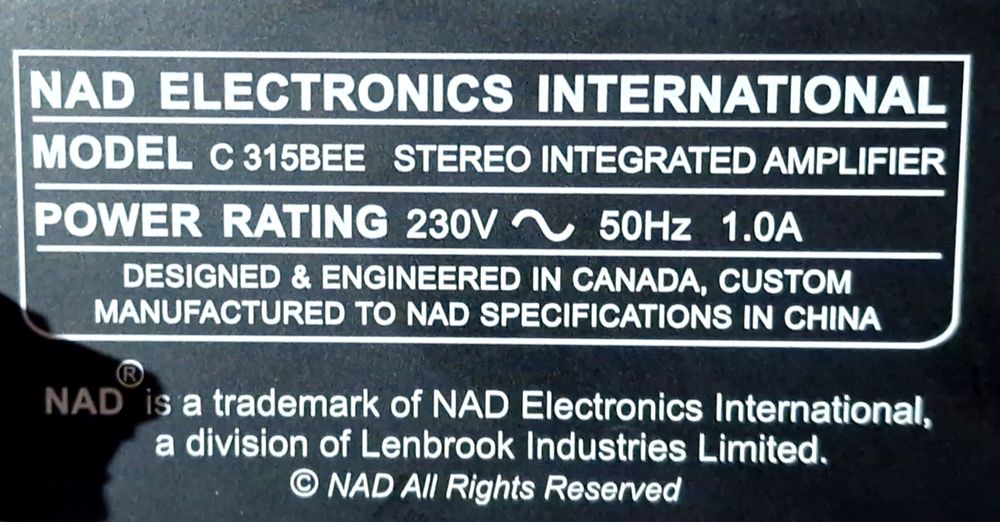 NAD ELECTRONICS INTERNATIONAL
MODEL C 315BEE STEREO INTEGRATED AMPLIFIER
POWER RATING 230V ∿ 50Hz 1.0A
DESIGNED & ENGINEERED IN CANADA, CUSTOM
MANUFACTURED TO NAD SPECIFICATIONS IN CHINA
NAD® is a trademark of NAD Electronics International,
a division of Lenbrook Industries Limited.
© NAD All Rights Reserved